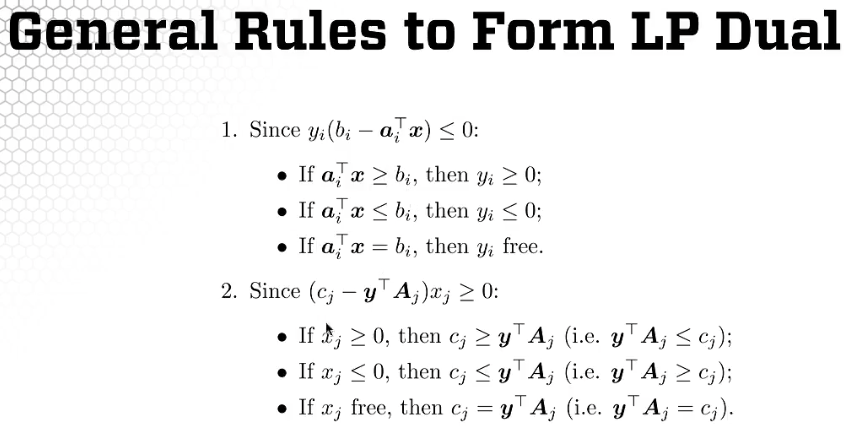 General Rules to Form LP Dual
1. Since $y_i(b_i - \boldsymbol{a}_i^\top \boldsymbol{x}) \leq 0$:
• If $\boldsymbol{a}_i^\top \boldsymbol{x} \geq b_i$, then $y_i \geq 0$;
• If $\boldsymbol{a}_i^\top \boldsymbol{x} \leq b_i$, then $y_i \leq 0$;
• If $\boldsymbol{a}_i^\top \boldsymbol{x} = b_i$, then $y_i$ free.
2. Since $(c_j - \boldsymbol{y}^\top \boldsymbol{A}_j)x_j \geq 0$:
• If $x_j \geq 0$, then $c_j \geq \boldsymbol{y}^\top \boldsymbol{A}_j$ (i.e. $\boldsymbol{y}^\top \boldsymbol{A}_j \leq c_j$);
• If $x_j \leq 0$, then $c_j \leq \boldsymbol{y}^\top \boldsymbol{A}_j$ (i.e. $\boldsymbol{y}^\top \boldsymbol{A}_j \geq c_j$);
• If $x_j$ free, then $c_j = \boldsymbol{y}^\top \boldsymbol{A}_j$ (i.e. $\boldsymbol{y}^\top \boldsymbol{A}_j = c_j$).